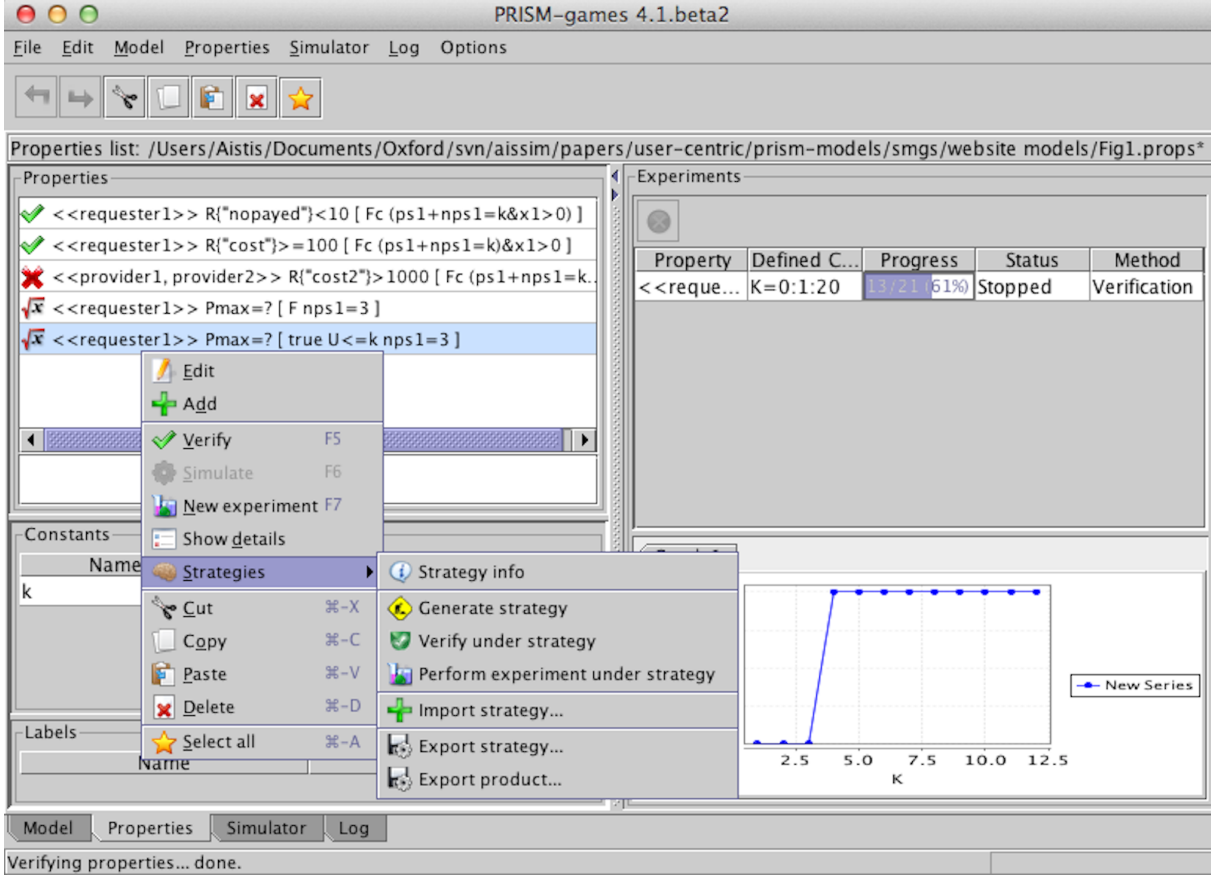 PRISM-games 4.1.beta2
File Edit Model Properties Simulator Log Options
Properties list: /Users/Aistis/Documents/Oxford/svn/aissim/papers/user-centric/prism-models/smgs/website models/Fig1.props*
Properties
<<requester1>> R{"nopayed"}<10 [ Fc (ps1+nps1=k&x1>0) ]
<<requester1>> R{"cost"}>=100 [ Fc (ps1+nps1=k)&x1>0 ]
<<provider1, provider2>> R{"cost2"}>1000 [ Fc (ps1+nps1=k..
<<requester1>> Pmax=? [ F nps1=3 ]
<<requester1>> Pmax=? [ true U<=k nps1=3 ]
Edit
Add
Verify F5
Simulate F6
New experiment F7
Show details
Strategies
Cut ⌘-X
Copy ⌘-C
Paste ⌘-V
Delete ⌘-D
Select all ⌘-A
Strategy info
Generate strategy
Verify under strategy
Perform experiment under strategy
Import strategy...
Export strategy...
Export product...
Constants
Name
k
Labels
Name
Experiments
Property Defined C... Progress Status Method
<<reque... K=0:1:20 13/21 (61%) Stopped Verification
New Series
2.5 5.0 7.5 10.0 12.5
K
Model Properties Simulator Log
Verifying properties... done.